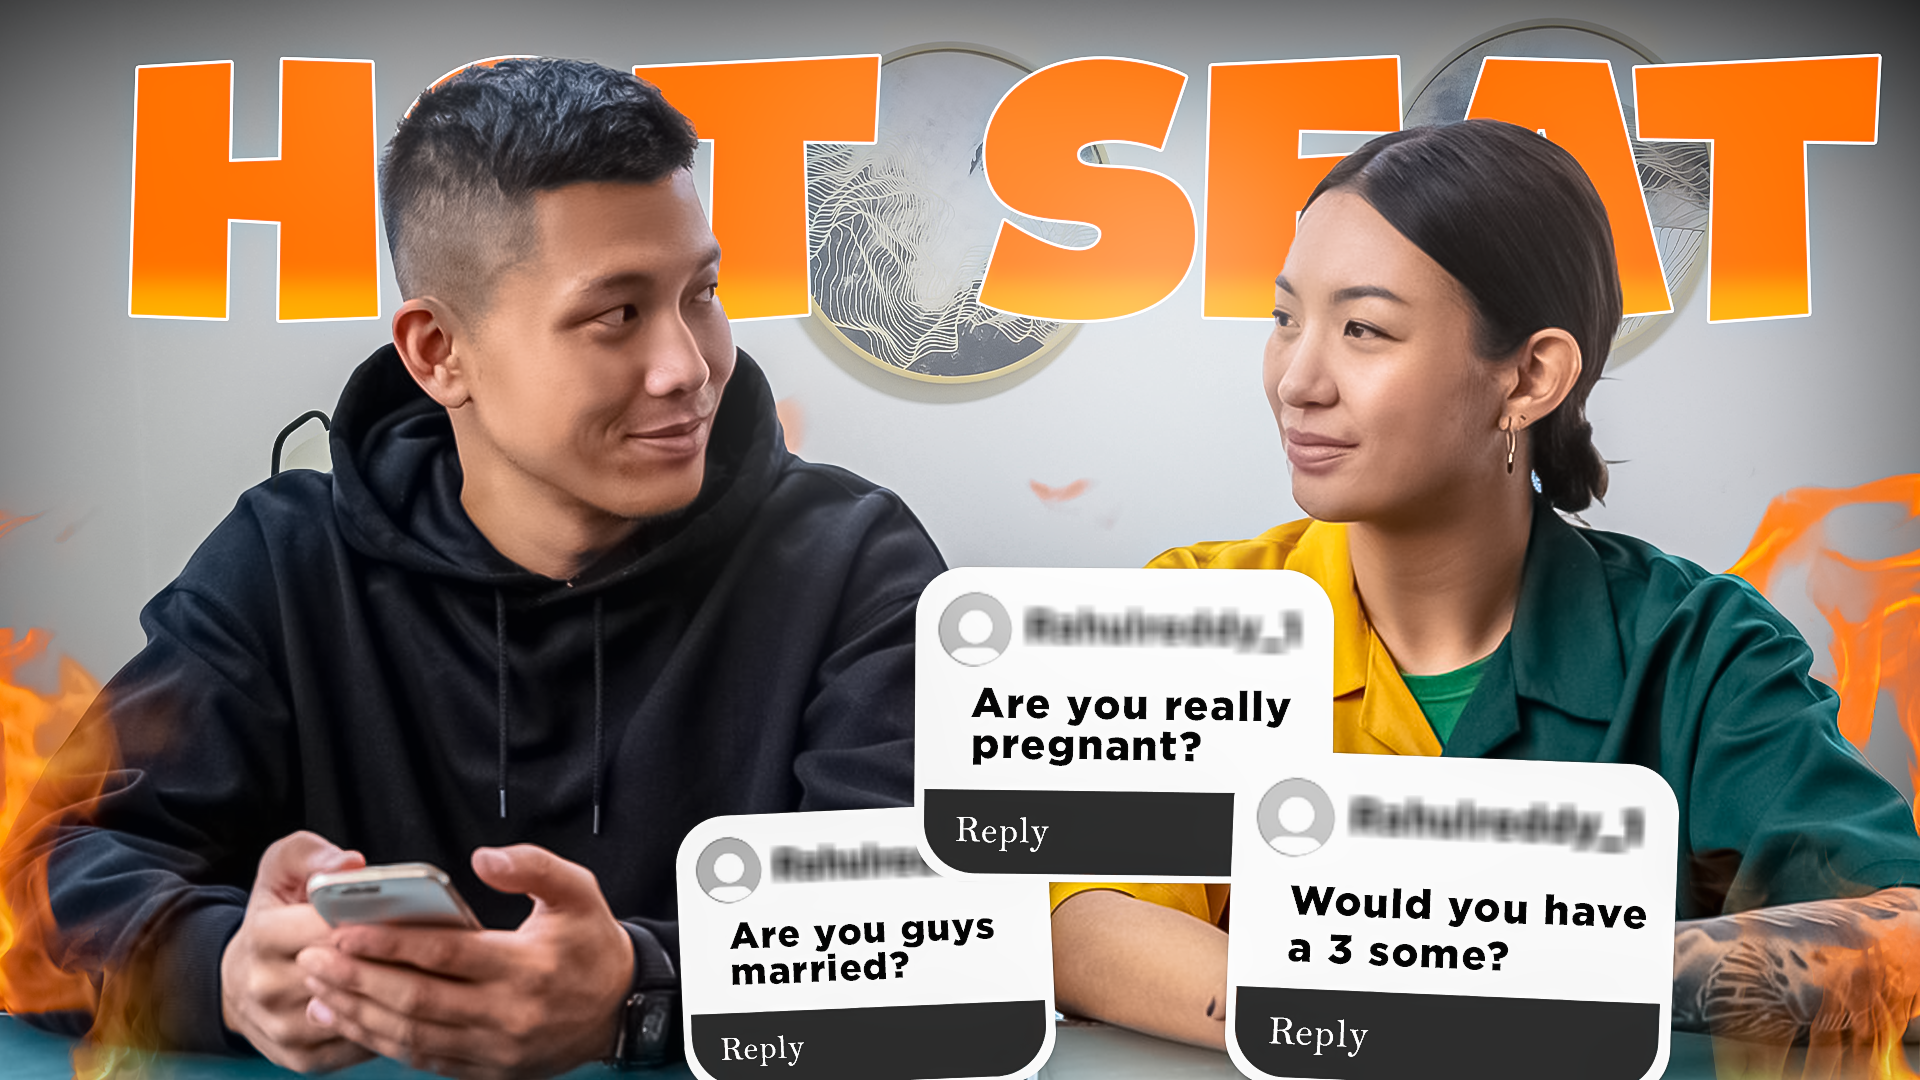 HOT SEAT
Are you really
pregnant?
Reply
Are you guys
married?
Reply
Would you have
a 3 some?
Reply